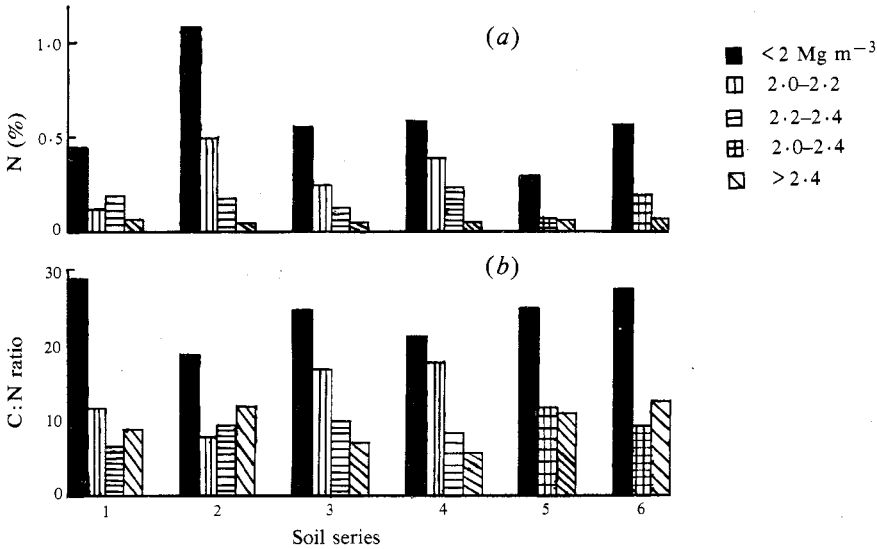 (a)
N (%)
1·0
0·5
0
<2 Mg m−3
2·0–2·2
2·2–2·4
2·0–2·4
>2·4
(b)
C:N ratio
30
20
10
0
1 2 3 4 5 6
Soil series